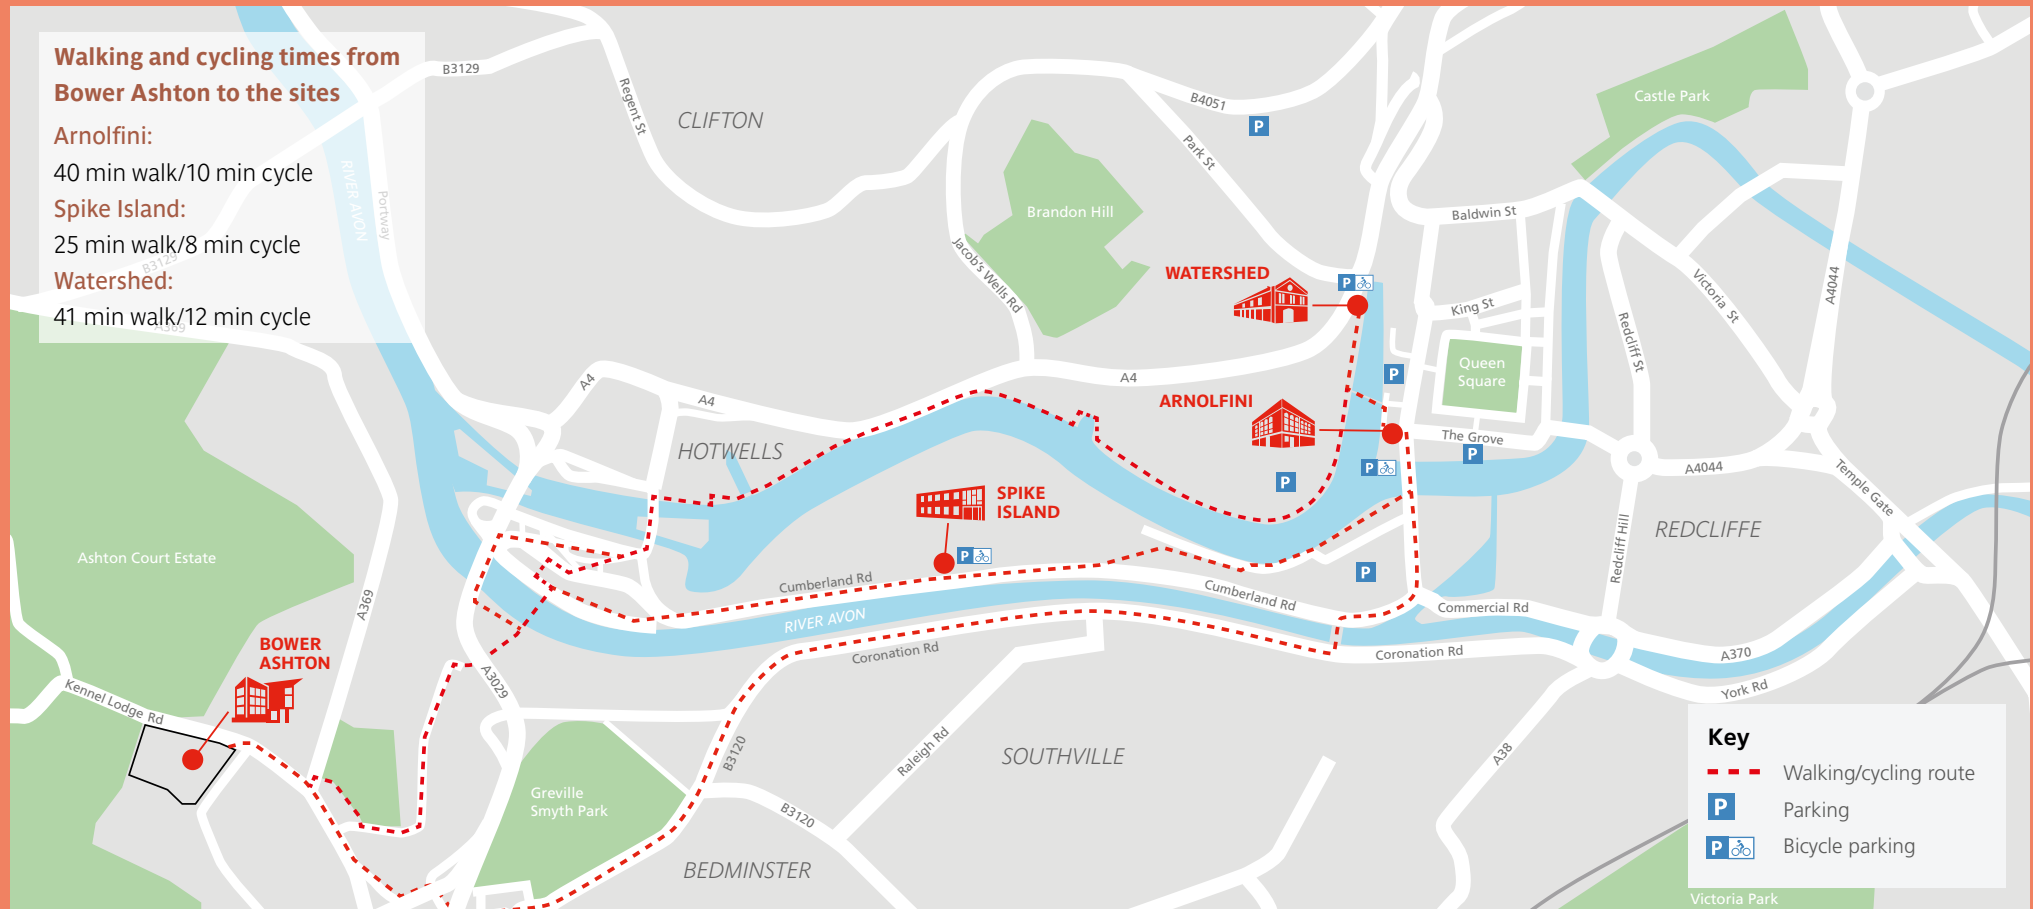 Walking and cycling times from
Bower Ashton to the sites
Arnolfini:
40 min walk/10 min cycle
Spike Island:
25 min walk/8 min cycle
Watershed:
41 min walk/12 min cycle
B3129
Regent St
CLIFTON
B4051
P
Park St
Castle Park
RIVER AVON
Portway
B3129
A369
Brandon Hill
Jacob's Wells Rd
Baldwin St
WATERSHED
P
King St
Victoria St
A4044
Redcliff St
Queen
Square
P
A4
A4
A4
ARNOLFINI
The Grove
P
P
P
A4044
Temple Gate
HOTWELLS
SPIKE
ISLAND
P
REDCLIFFE
Redcliff Hill
Ashton Court Estate
A369
Cumberland Rd
Cumberland Rd
P
Commercial Rd
RIVER AVON
Coronation Rd
Coronation Rd
A370
York Rd
BOWER
ASHTON
Kennel Lodge Rd
A3029
B3120
Raleigh Rd
SOUTHVILLE
A38
Greville
Smyth Park
B3120
BEDMINSTER
Key
Walking/cycling route
P
Parking
P
Bicycle parking
Victoria Park